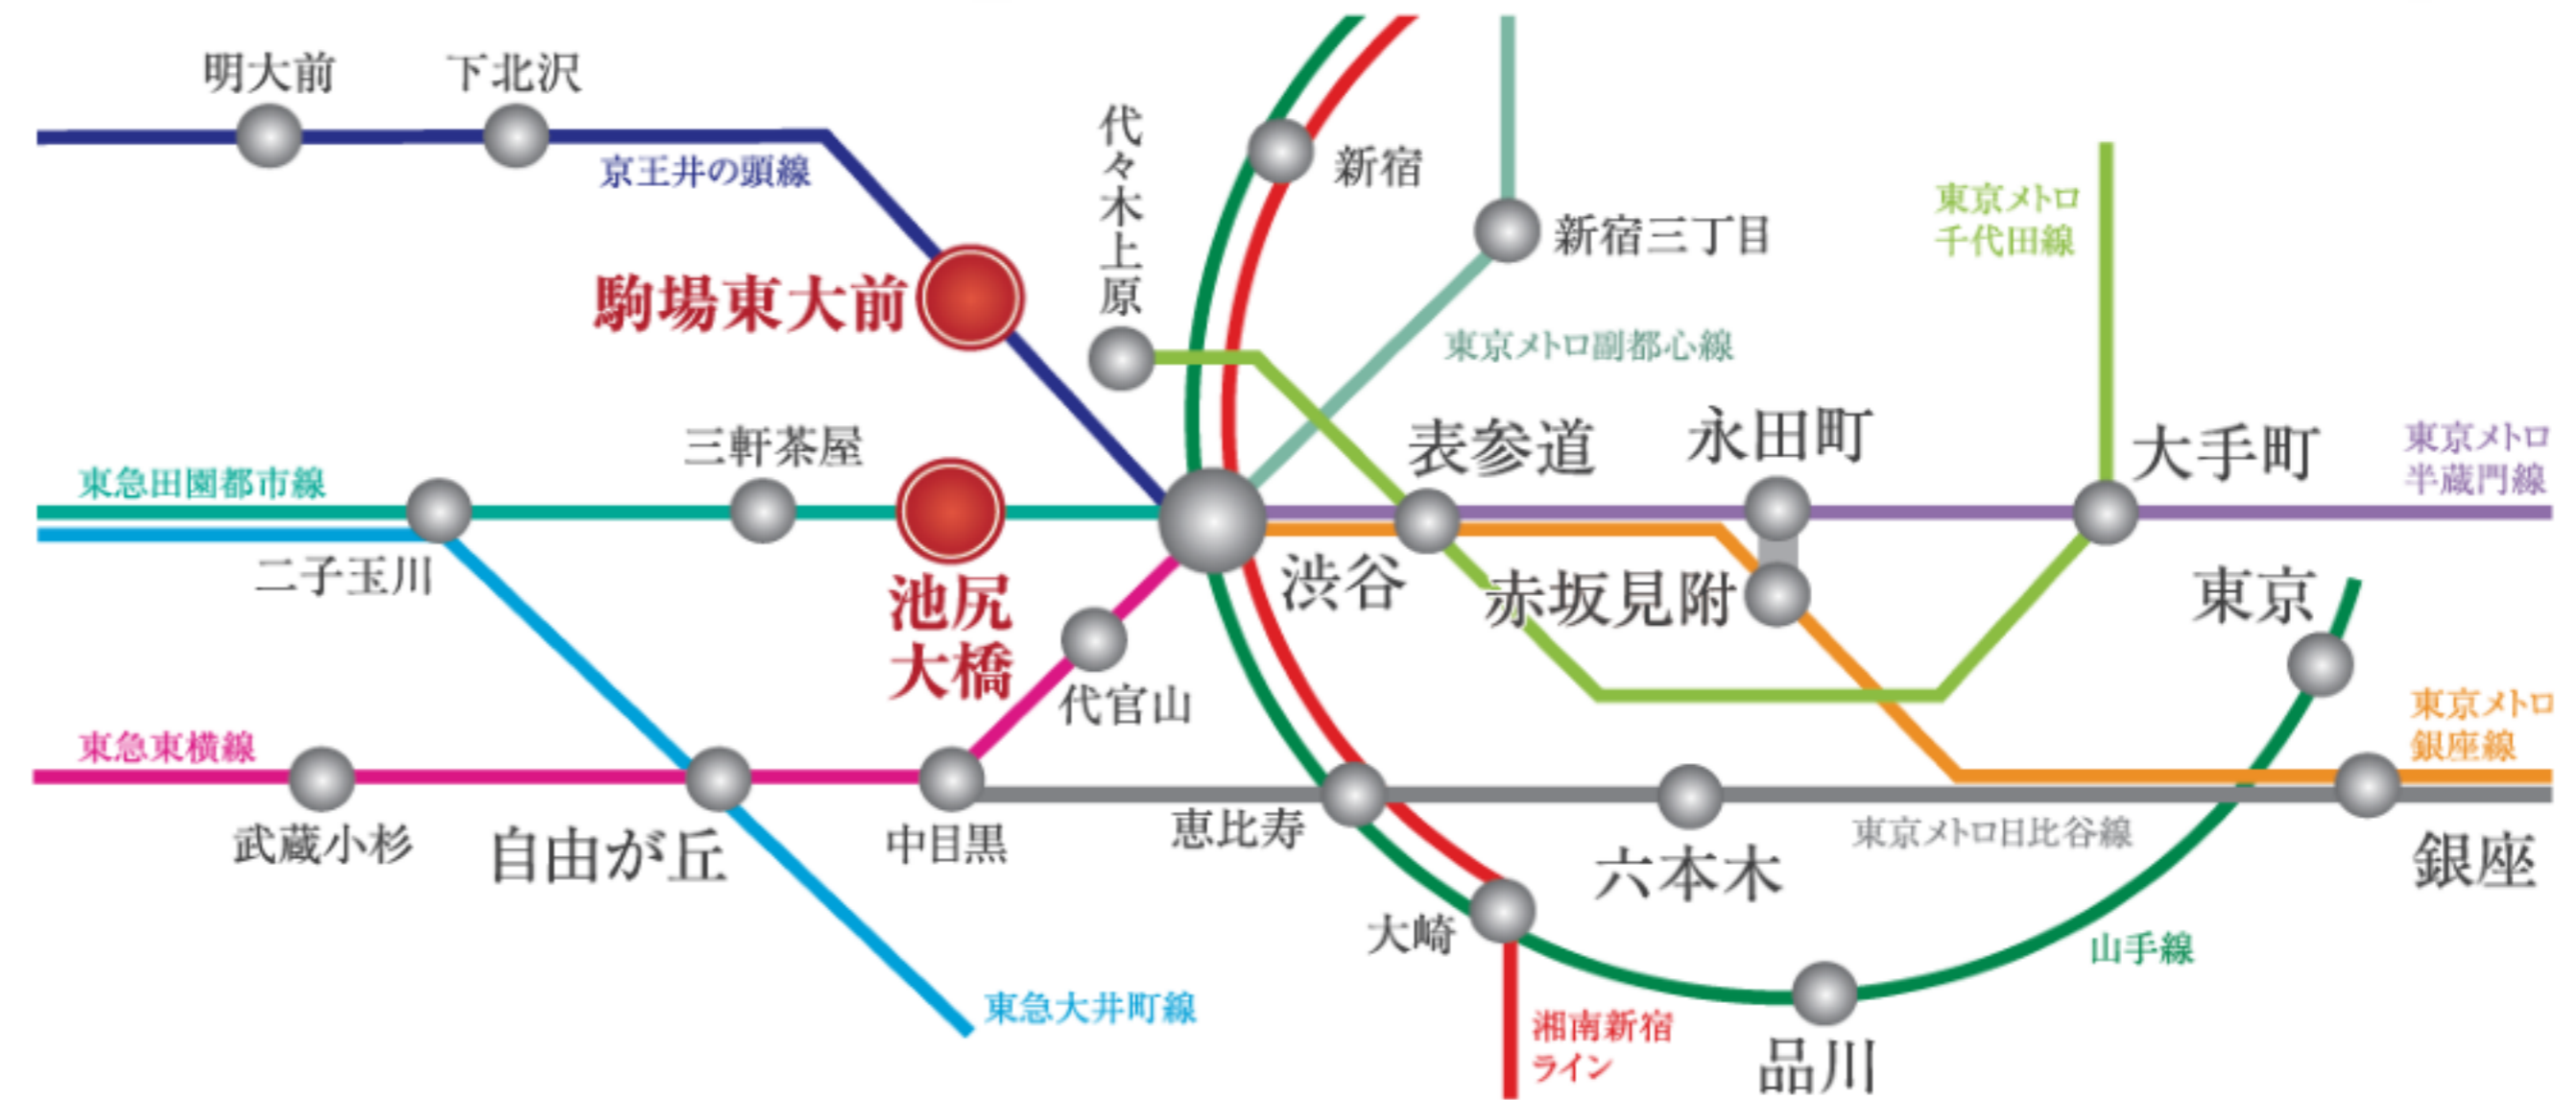 明大前
下北沢
京王井の頭線
代々木上原
新宿
新宿三丁目
東京メトロ
千代田線
駒場東大前
東京メトロ副都心線
三軒茶屋
表参道
永田町
大手町
東京メトロ
半蔵門線
東急田園都市線
二子玉川
池尻
大橋
渋谷
赤坂見附
東京
代官山
東急東横線
武蔵小杉
自由が丘
中目黒
恵比寿
六本木
東京メトロ日比谷線
東京メトロ
銀座線
銀座
大崎
山手線
東急大井町線
湘南新宿
ライン
品川